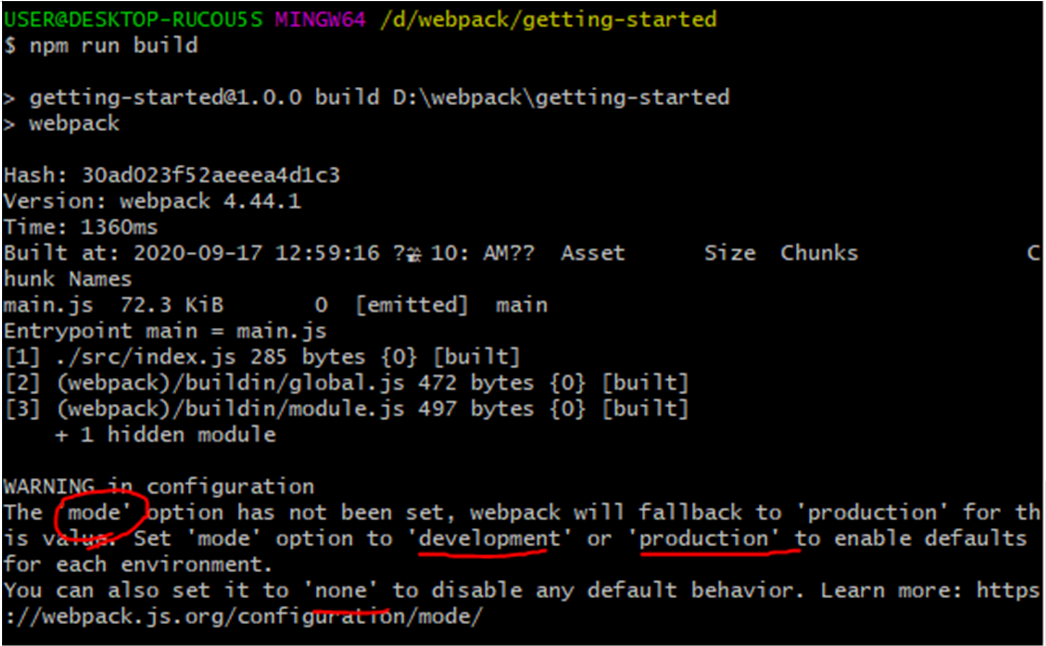 USER@DESKTOP-RUCOU5S MINGW64 /d/webpack/getting-started
$ npm run build
> getting-started@1.0.0 build D:\webpack\getting-started
> webpack
Hash: 30ad023f52aeeea4d1c3
Version: webpack 4.44.1
Time: 1360ms
Built at: 2020-09-17 12:59:16 ? 10: AM?? Asset Size Chunks C
hunk Names
main.js 72.3 KiB 0 [emitted] main
Entrypoint main = main.js
[1] ./src/index.js 285 bytes {0} [built]
[2] (webpack)/buildin/global.js 472 bytes {0} [built]
[3] (webpack)/buildin/module.js 497 bytes {0} [built]
+ 1 hidden module
WARNING in configuration
The 'mode' option has not been set, webpack will fallback to 'production' for th
is value. Set 'mode' option to 'development' or 'production' to enable defaults
for each environment.
You can also set it to 'none' to disable any default behavior. Learn more: https
://webpack.js.org/configuration/mode/